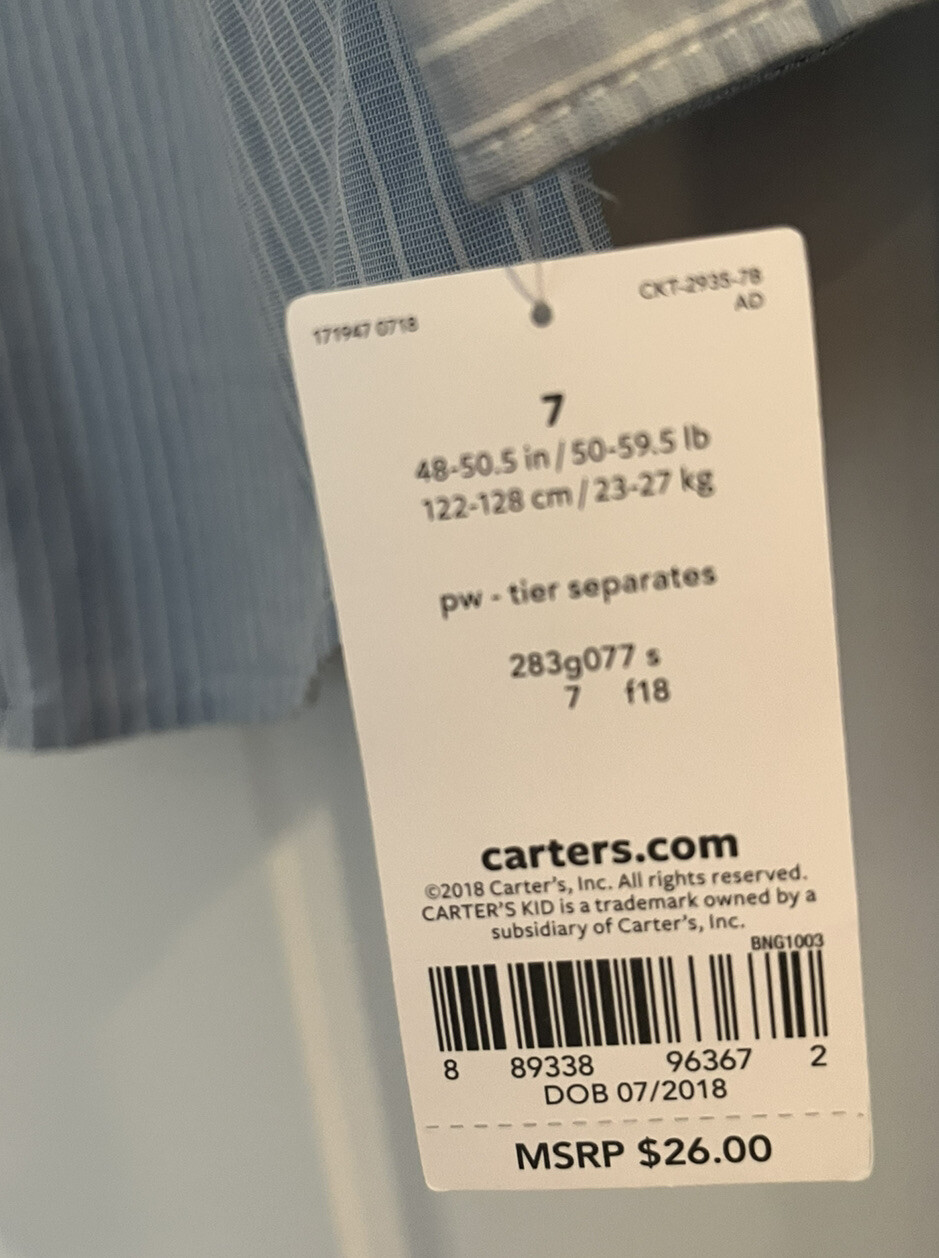 171947 0718
CKT-2935-7B
AD
7
48-50.5 in / 50-59.5 lb
122-128 cm / 23-27 kg
pw - tier separates
283g077 s
7 f18
carters.com
©2018 Carter's, Inc. All rights reserved.
CARTER'S KID is a trademark owned by a
subsidiary of Carter's, Inc.
BNG1003
8 89338 96367 2
DOB 07/2018
MSRP $26.00